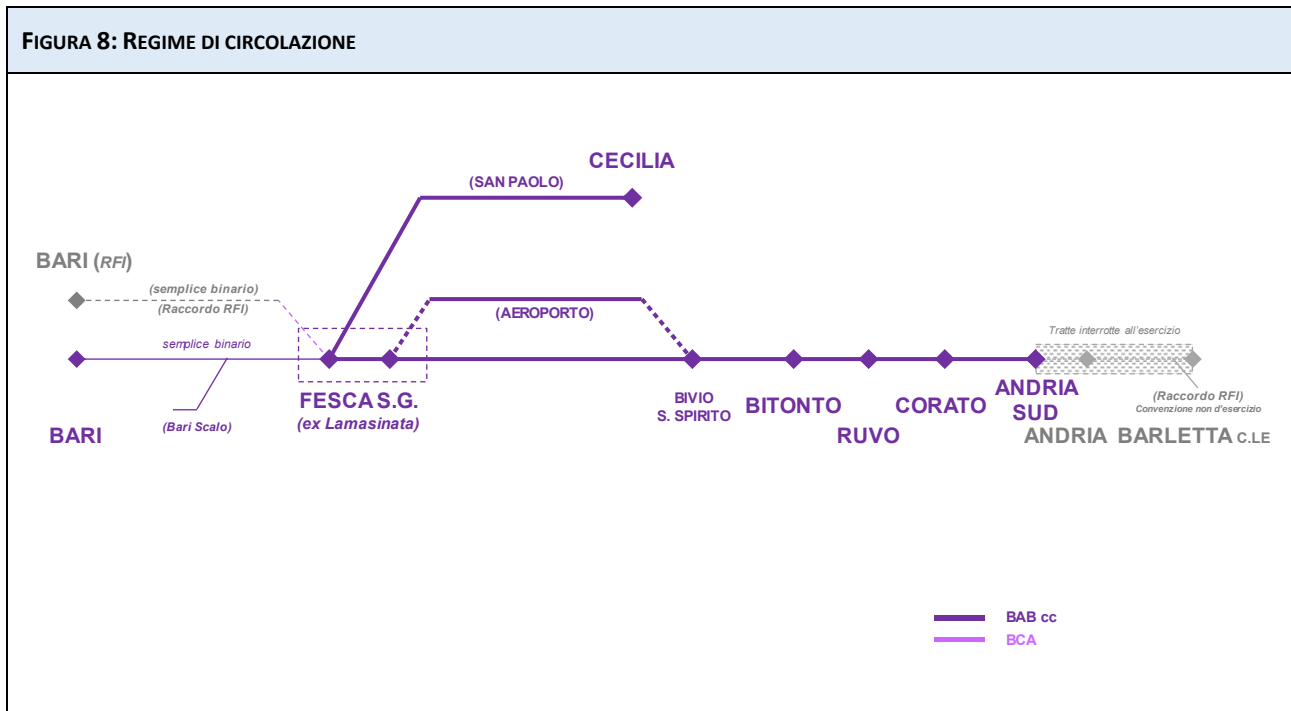 FIGURA 8: REGIME DI CIRCOLAZIONE
CECILIA
(SAN PAOLO)
BARI (RFI)
(semplice binario)
(Raccordo RFI)
(AEROPORTO)
semplice binario
Tratte interrotte all'esercizio
FESCA S.G.
(ex Lamasinata)
(Bari Scalo)
BARI
BIVIO
S. SPIRITO
BITONTO
RUVO
CORATO
ANDRIA
SUD
(Raccordo RFI)
Convenzione non d'esercizio
ANDRIA
BARLETTA C.LE
BAB cc
BCA